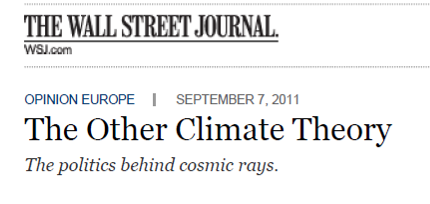 THE WALL STREET JOURNAL.
WSJ.com
OPINION EUROPE | SEPTEMBER 7, 2011
The Other Climate Theory
The politics behind cosmic rays.